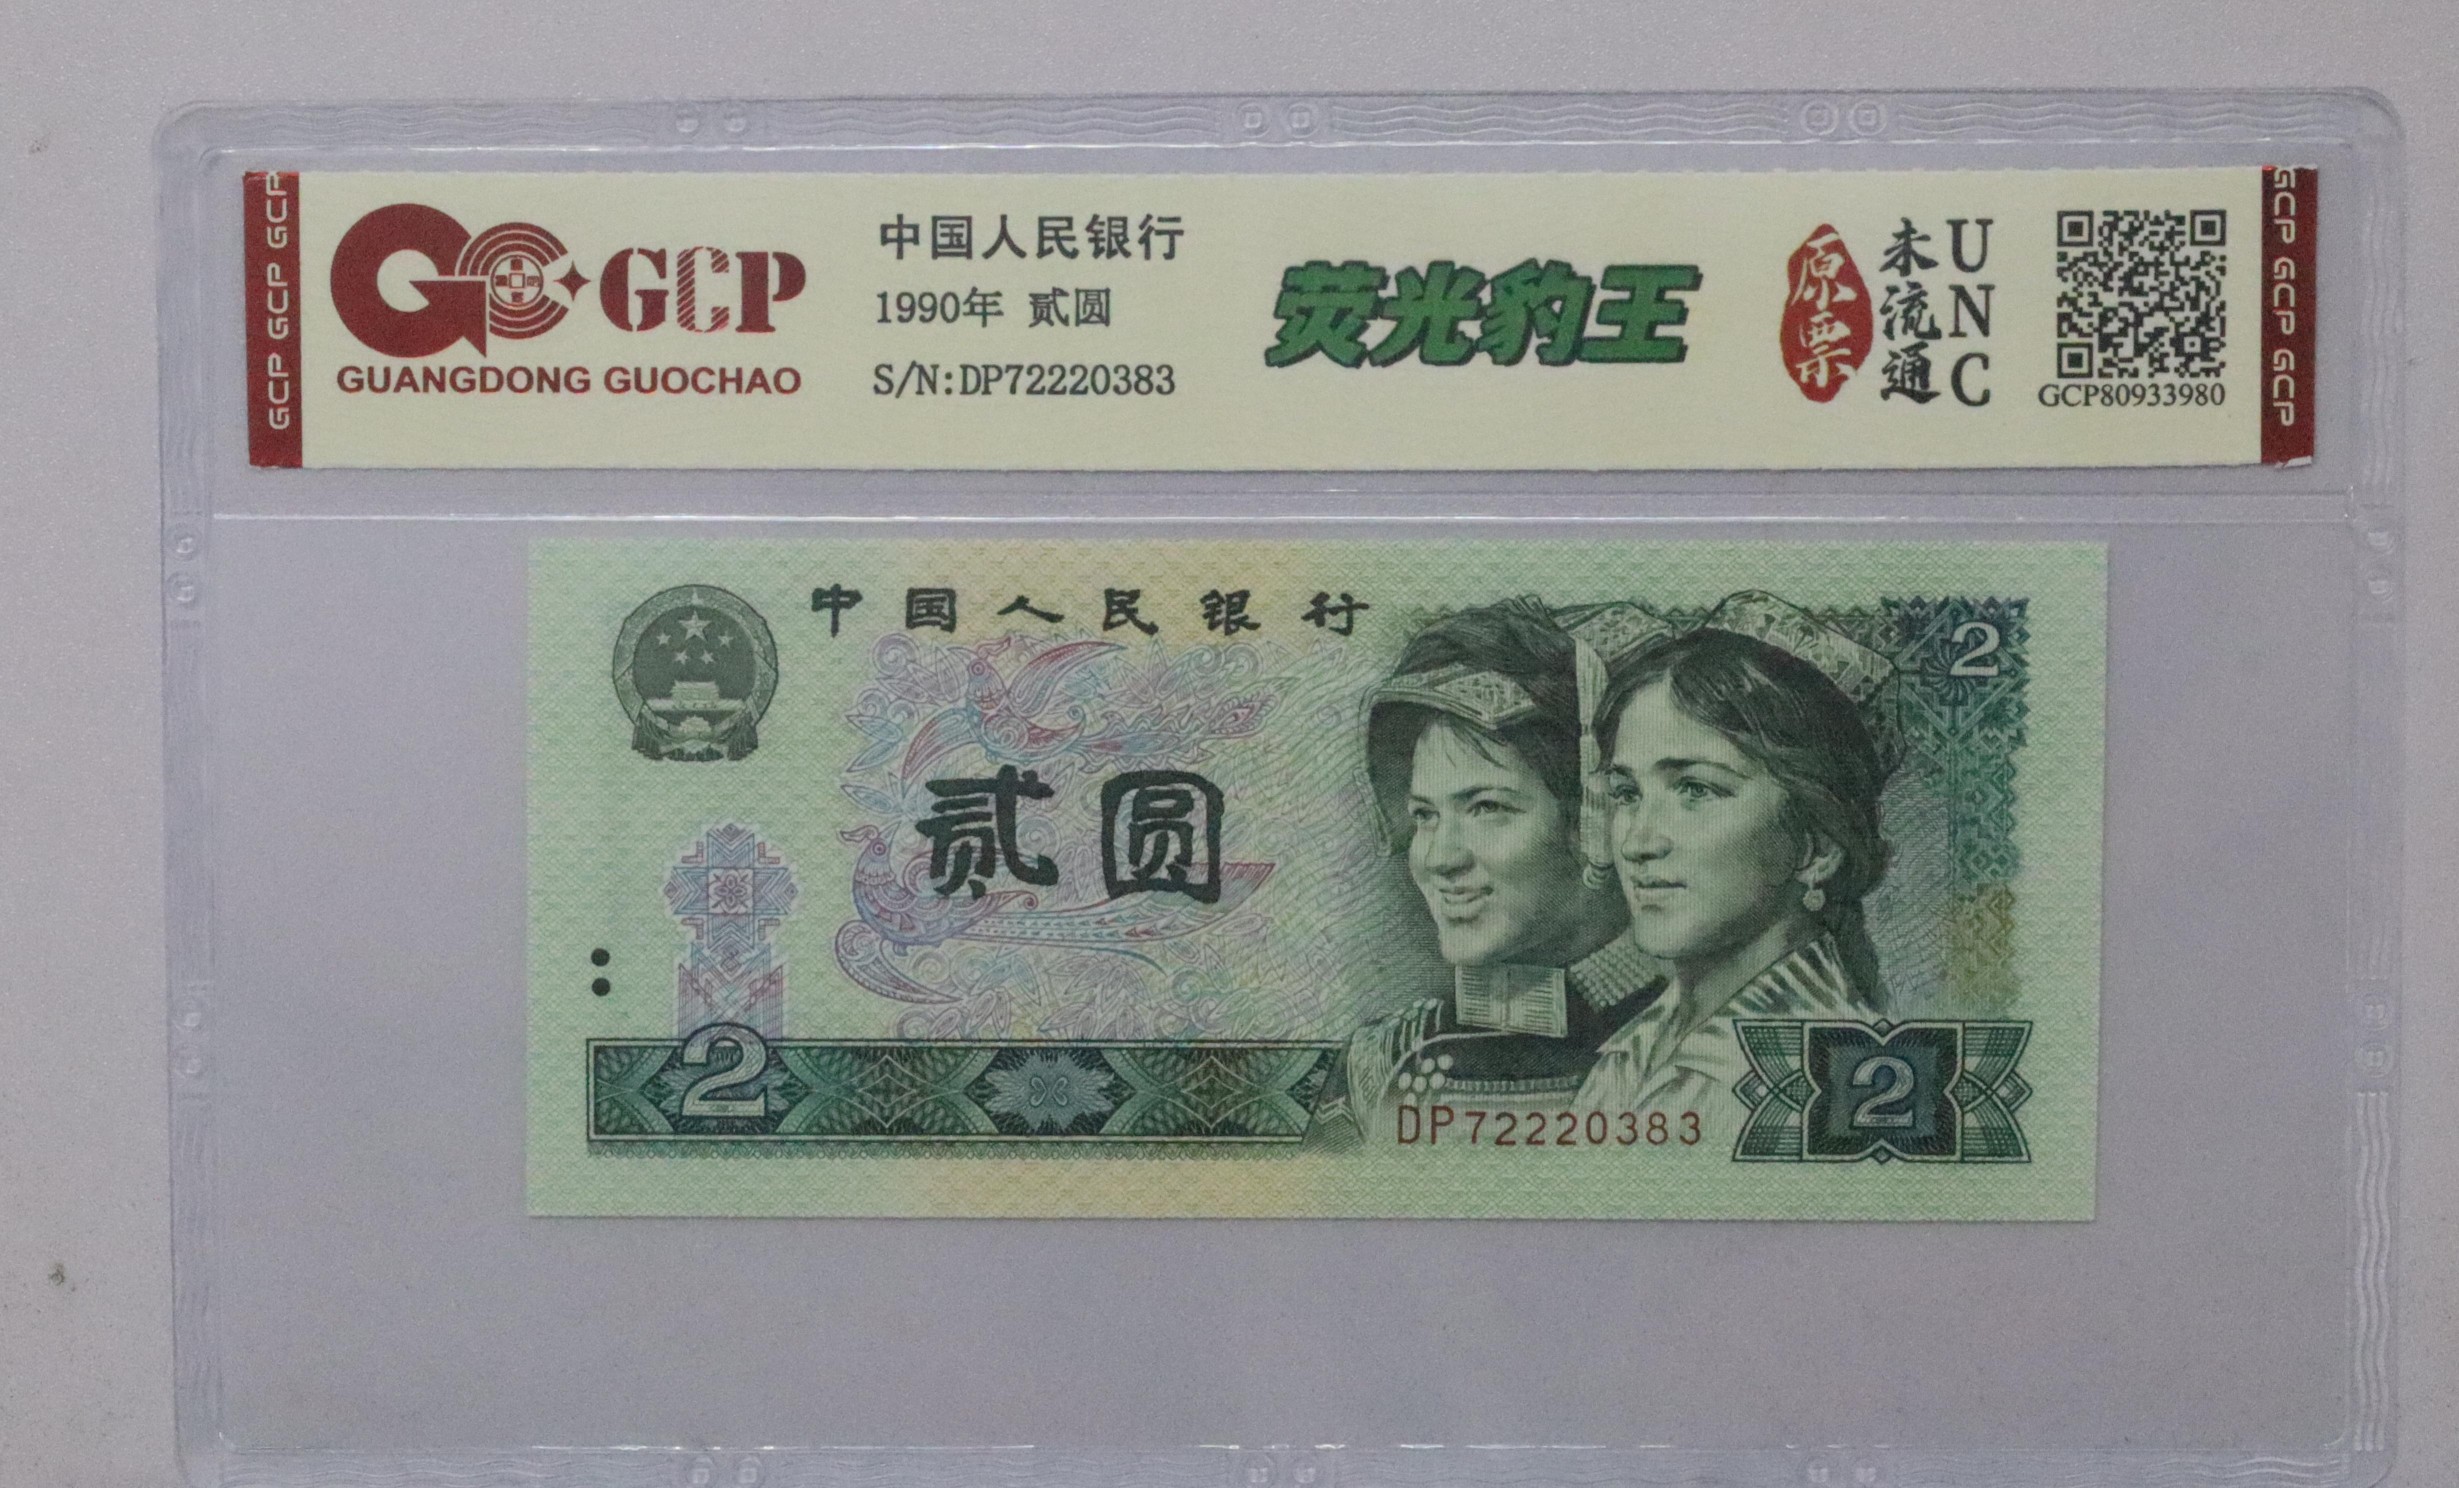 GCP GCP GCP
GCP
GUANGDONG GUOCHAO
中国人民银行
1990年 贰圆
S/N:DP72220383
荧光豹王
原票
未流通
UNC
GCP80933980
GCP GCP GCP
中国人民银行
2
贰圆
2
DP72220383
2